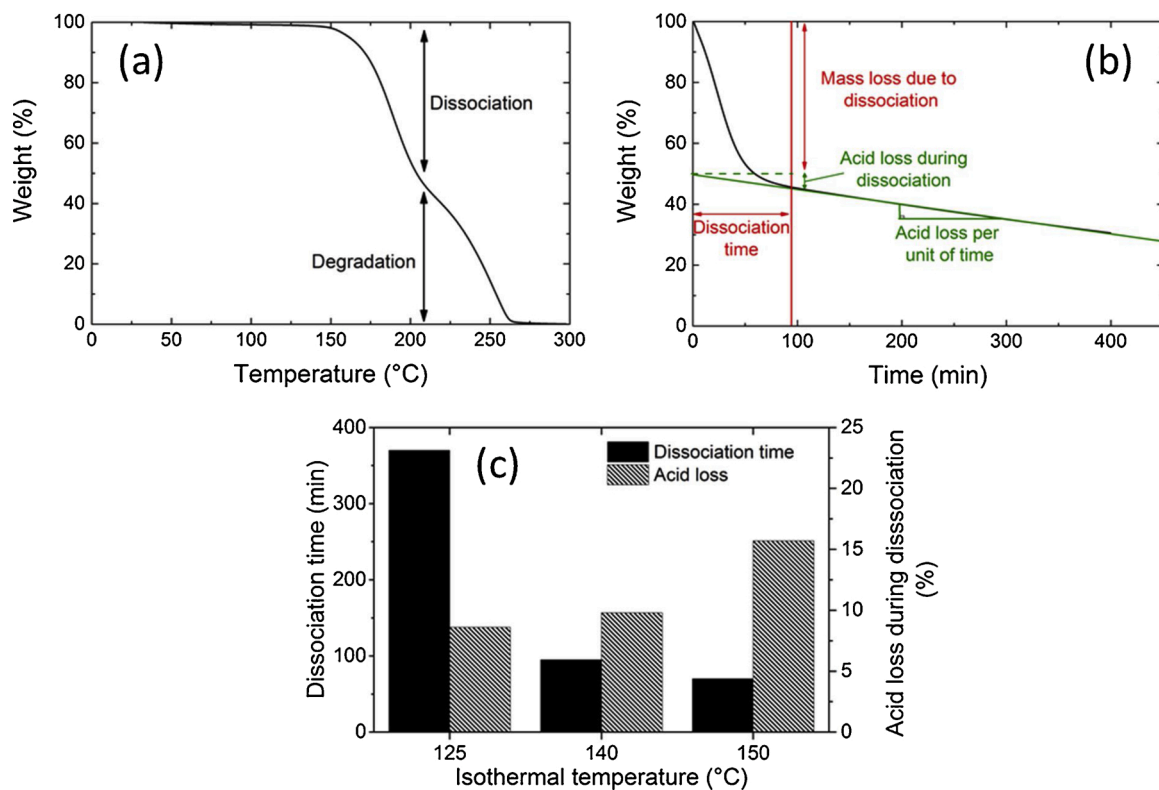 (a)
Weight (%)
100
80
60
40
20
0
Dissociation
Degradation
0
50
100
150
200
250
300
Temperature (°C)
(b)
Weight (%)
100
80
60
40
20
0
Mass loss due to
dissociation
Acid loss during
dissociation
Dissociation
time
Acid loss per
unit of time
0
100
200
300
400
Time (min)
(c)
Dissociation time (min)
400
300
200
100
0
Dissociation time
Acid loss
25
20
15
10
5
0
Acid loss during disssociation
(%)
125
140
150
Isothermal temperature (°C)